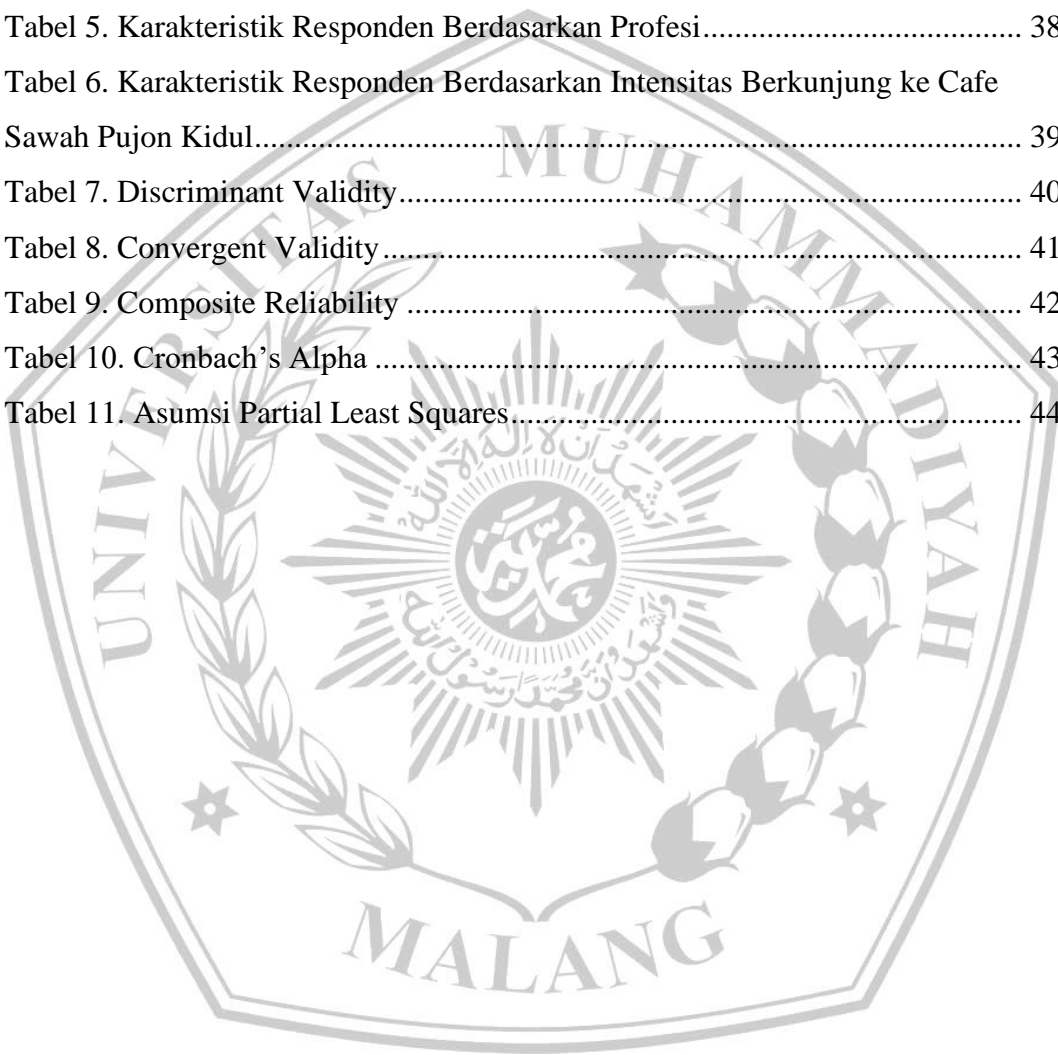 Tabel 5. Karakteristik Responden Berdasarkan Profesi............................................ 38
Tabel 6. Karakteristik Responden Berdasarkan Intensitas Berkunjung ke Cafe
Sawah Pujon Kidul.................................................................................................. 39
Tabel 7. Discriminant Validity................................................................................ 40
Tabel 8. Convergent Validity.................................................................................. 41
Tabel 9. Composite Reliability ............................................................................... 42
Tabel 10. Cronbach’s Alpha ................................................................................... 43
Tabel 11. Asumsi Partial Least Squares.................................................................. 44
UNIVERSITAS MUHAMMADIYAH
MALANG